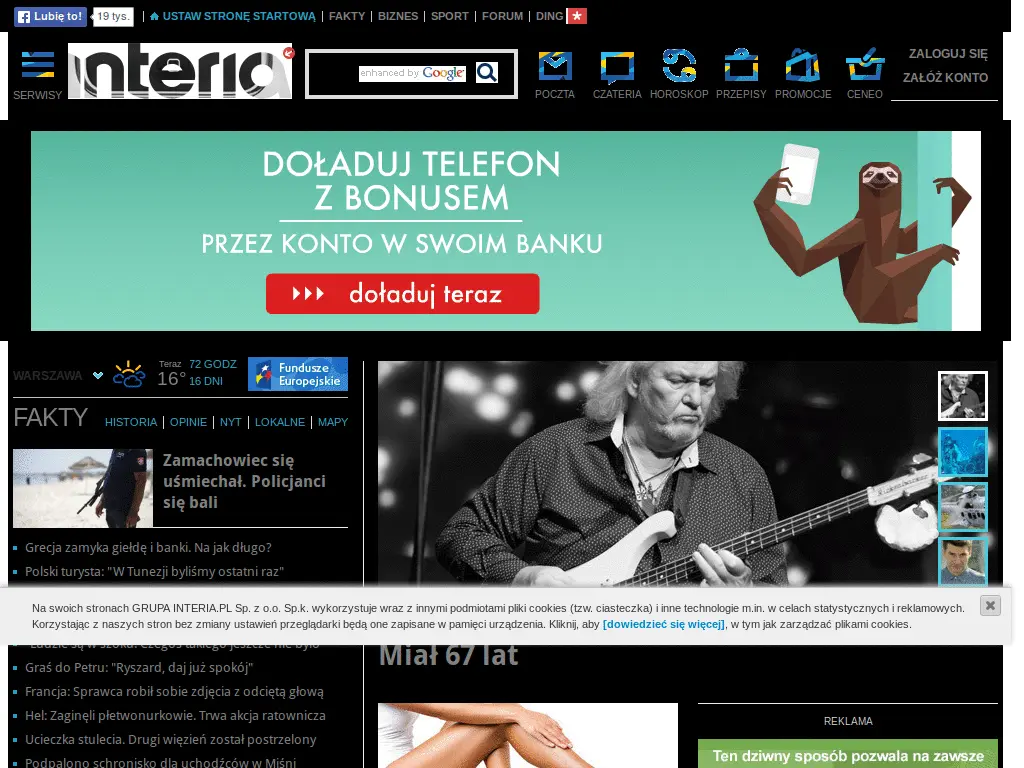 Lubię to! 19 tys. USTAW STRONĘ STARTOWĄ FAKTY BIZNES SPORT FORUM DING
interia
enhanced by Google
SERWISY POCZTA CZATERIA HOROSKOP PRZEPISY PROMOCJE CENEO
ZALOGUJ SIĘ
ZAŁÓŻ KONTO
DOŁADUJ TELEFON
Z BONUSEM
PRZEZ KONTO W SWOIM BANKU
doładuj teraz
WARSZAWA
Teraz
16°
72 GODZ
16 DNI
Fundusze
Europejskie
FAKTY HISTORIA OPINIE NYT LOKALNE MAPY
Zamachowiec się
uśmiechał. Policjanci
się bali
Grecja zamyka giełdę i banki. Na jak długo?
Polski turysta: "W Tunezji byliśmy ostatni raz"
Na swoich stronach GRUPA INTERIA.PL Sp. z o.o. Sp.k. wykorzystuje wraz z innymi podmiotami pliki cookies (tzw. ciasteczka) i inne technologie m.in. w celach statystycznych i reklamowych.
Korzystając z naszych stron bez zmiany ustawień przeglądarki będą one zapisane w pamięci urządzenia. Kliknij, aby [dowiedzieć się więcej], w tym jak zarządzać plikami cookies.
Graś do Petru: "Ryszard, daj już spokój"
Francja: Sprawca robił sobie zdjęcia z odciętą głową
Hel: Zaginęli płetwonurkowie. Trwa akcja ratownicza
Ucieczka stulecia. Drugi więzień został postrzelony
Podpalono schronisko dla uchodźców w Miśni
Miał 67 lat
REKLAMA
Ten dziwny sposób pozwala na zawsze